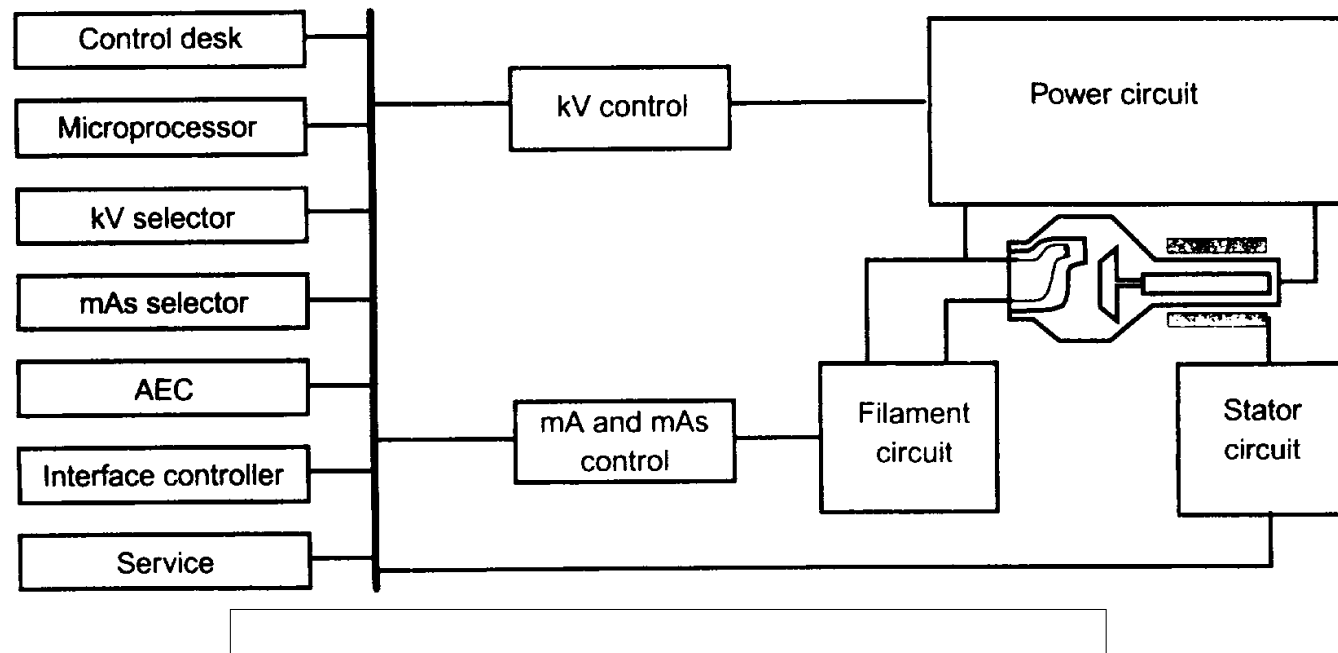 Control desk
Microprocessor
kV selector
mAs selector
AEC
Interface controller
Service
kV control
mA and mAs
control
Power circuit
Filament
circuit
Stator
circuit